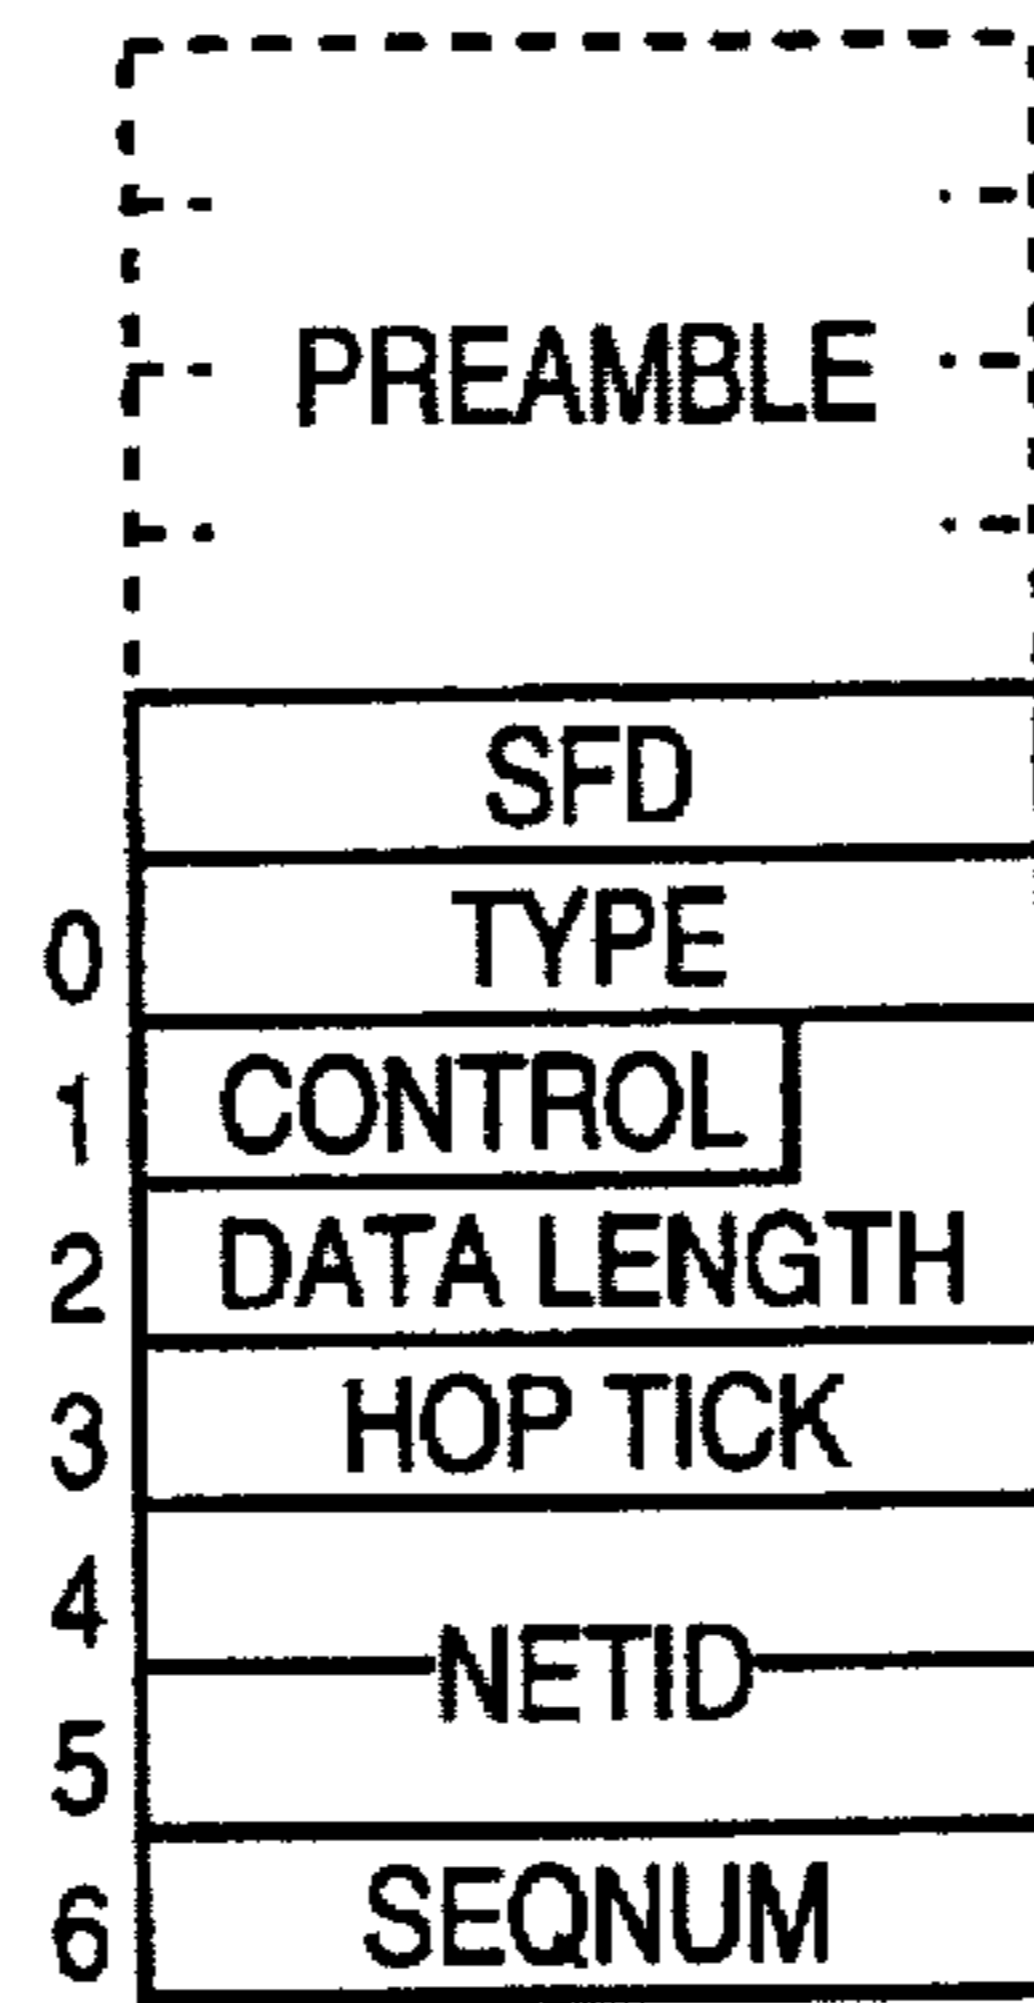 PREAMBLE
SFD
0 TYPE
1 CONTROL
2 DATA LENGTH
3 HOP TICK
4
NETID
5
6 SEQNUM